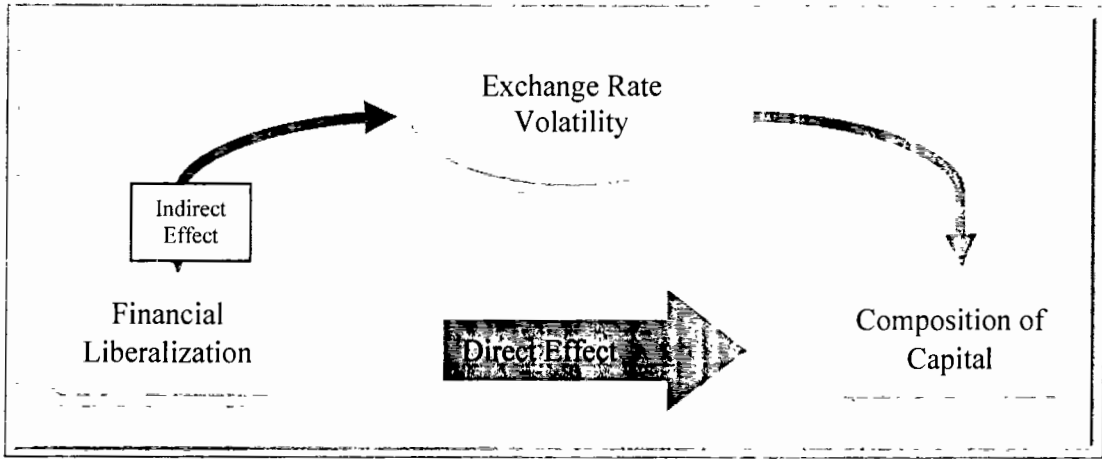 Exchange Rate
Volatility
Indirect
Effect
Financial
Liberalization
Direct Effect
Composition of
Capital